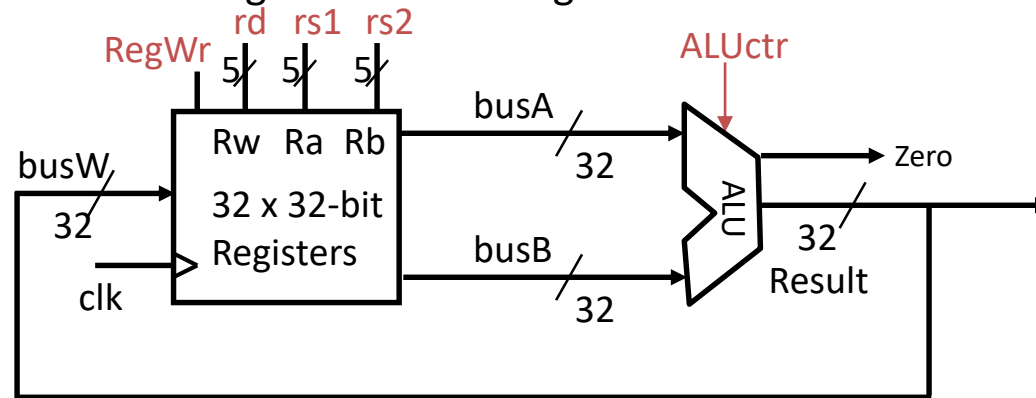 rd rs1 rs2
RegWr
ALUctr
5 5 5
busA
Rw Ra Rb
32
Zero
busW
32
32 x 32-bit
Registers
ALU
32
Result
busB
32
clk